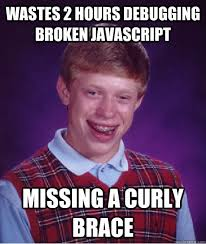 WASTES 2 HOURS DEBUGGING
BROKEN JAVASCRIPT
MISSING A CURLY
BRACE